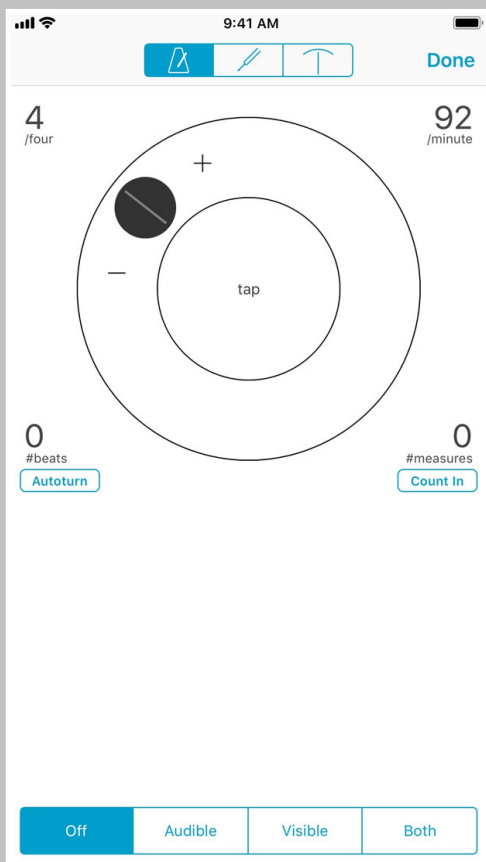 9:41 AM
Done
4
/four
92
/minute
+
−
tap
0
#beats
Autoturn
0
#measures
Count In
Off Audible Visible Both